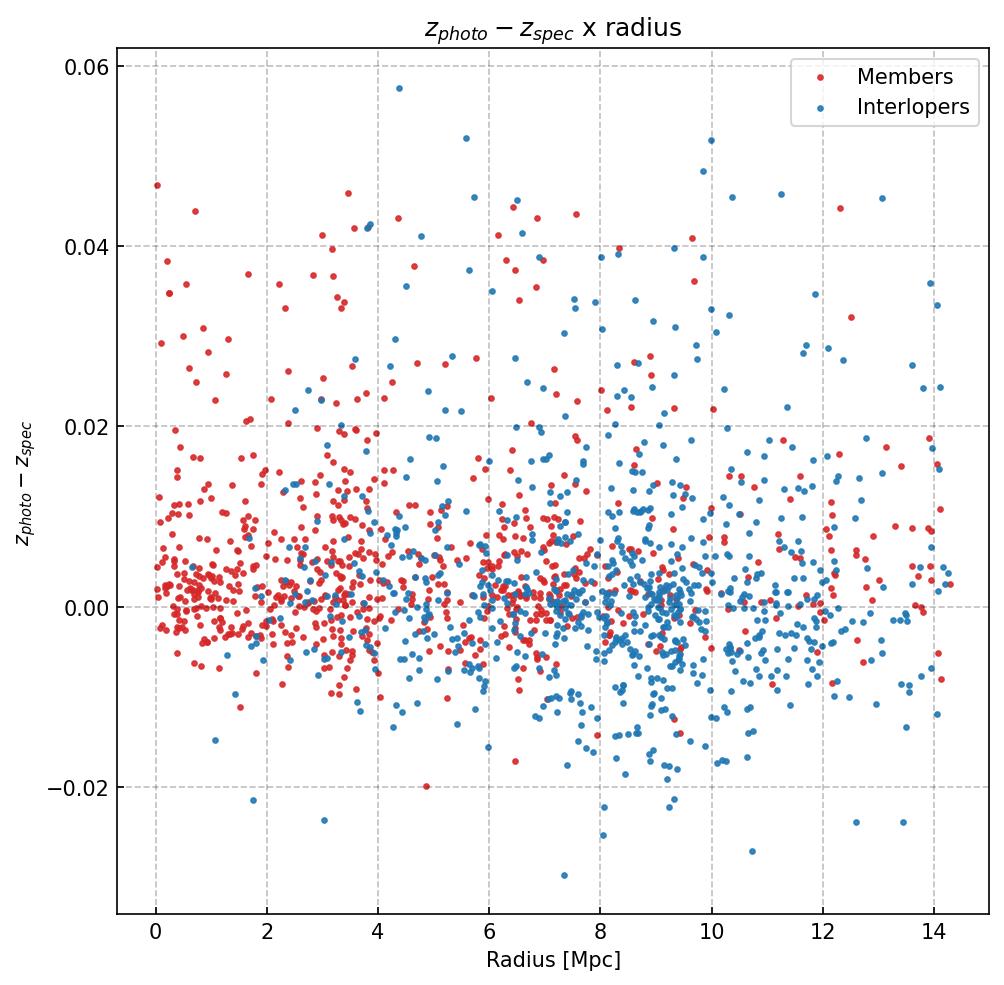 z_photo − z_spec x radius
Members
Interlopers
0.06
0.04
0.02
0.00
−0.02
z_photo − z_spec
0 2 4 6 8 10 12 14
Radius [Mpc]